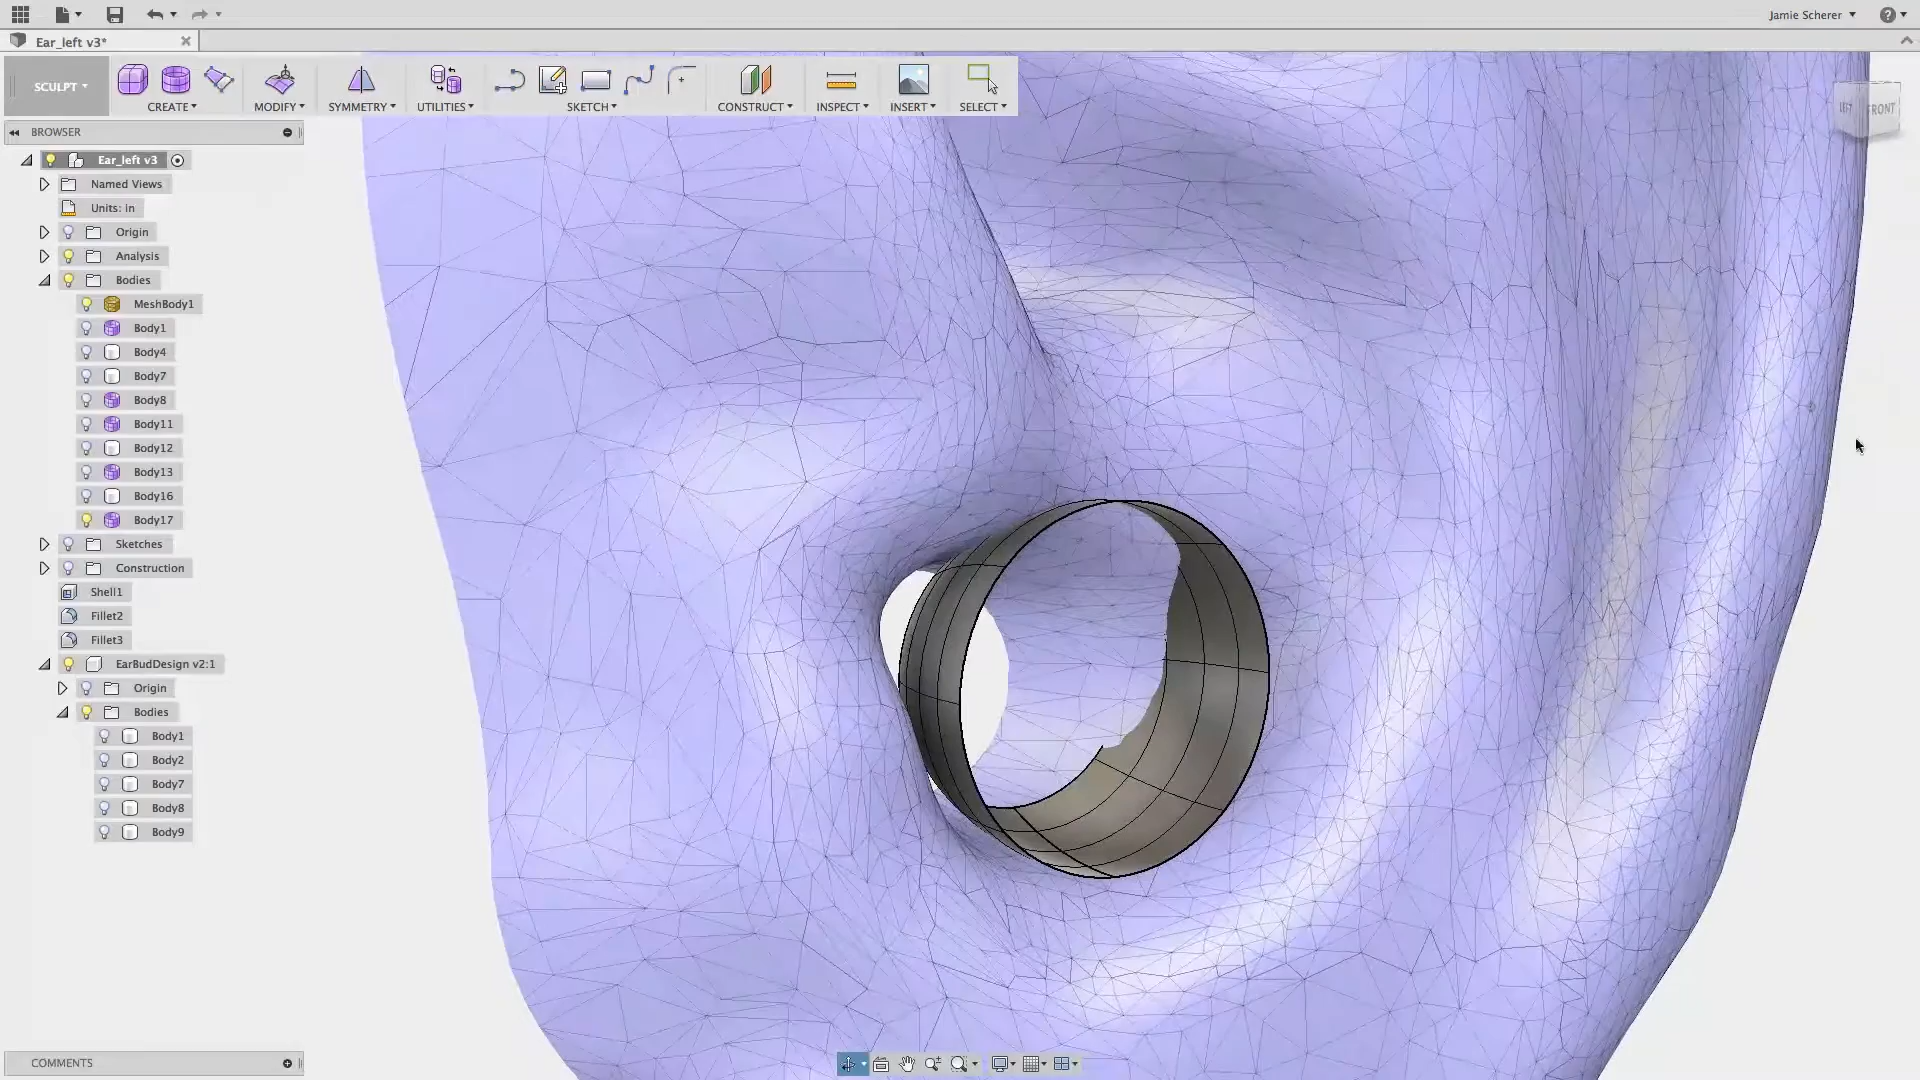 Jamie Scherer
Ear_left v3*
SCULPT
CREATE
MODIFY
SYMMETRY
UTILITIES
SKETCH
CONSTRUCT
INSPECT
INSERT
SELECT
LEFT
FRONT
BROWSER
Ear_left v3
Named Views
Units: in
Origin
Analysis
Bodies
MeshBody1
Body1
Body4
Body7
Body8
Body11
Body12
Body13
Body16
Body17
Sketches
Construction
Shell1
Fillet2
Fillet3
EarBudDesign v2:1
Origin
Bodies
Body1
Body2
Body7
Body8
Body9
COMMENTS